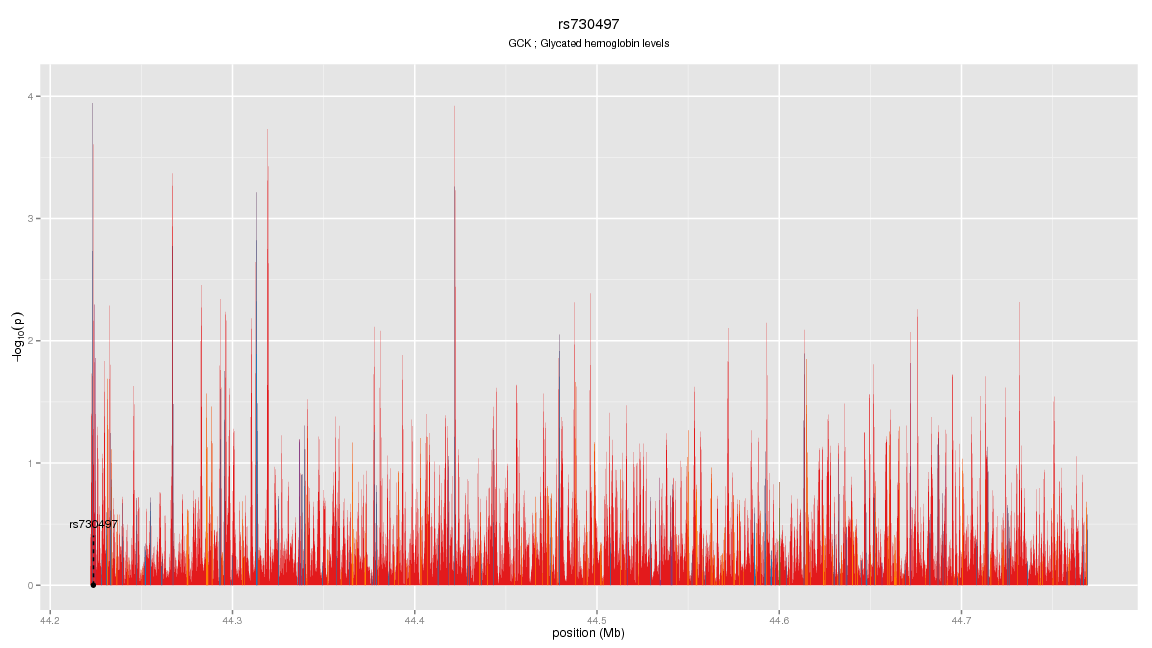 rs730497
GCK ; Glycated hemoglobin levels
4
3
2
1
0
−log10(p)
rs730497
44.2
44.3
44.4
44.5
44.6
44.7
position (Mb)